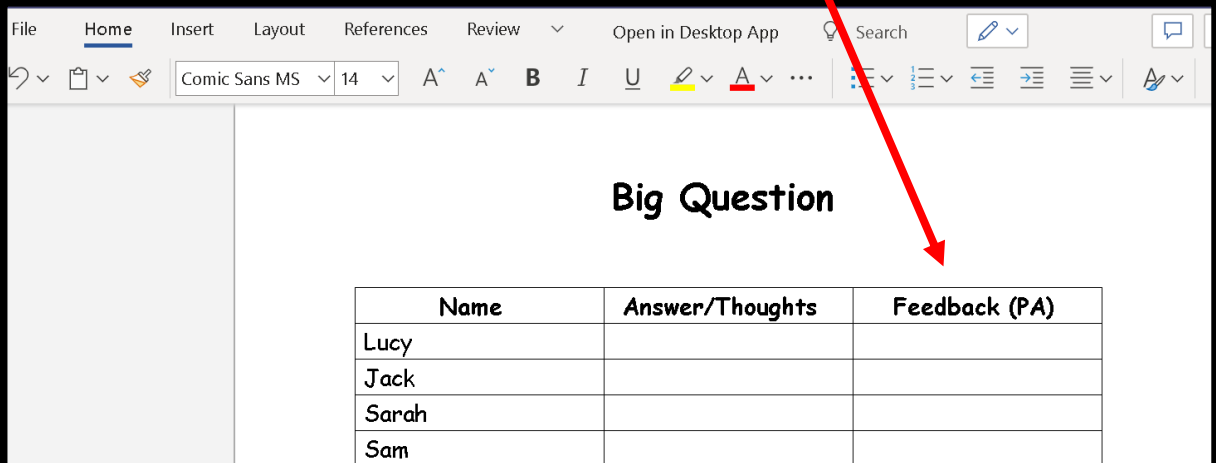 File Home Insert Layout References Review Open in Desktop App Search
Comic Sans MS 14 A^ A˅ B I U A
Big Question
Name Answer/Thoughts Feedback (PA)
Lucy
Jack
Sarah
Sam